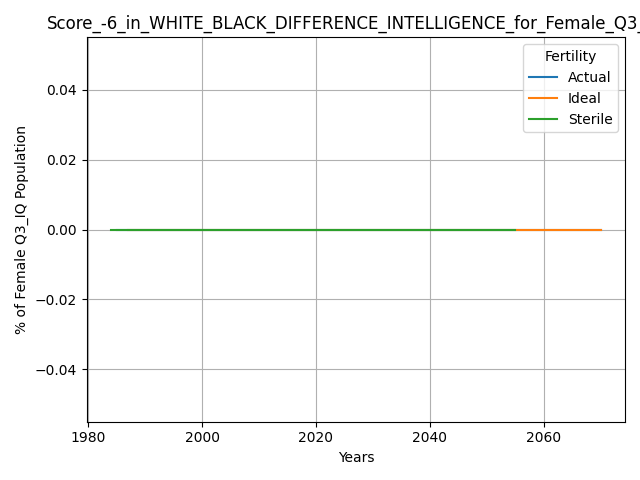 Score_-6_in_WHITE_BLACK_DIFFERENCE_INTELLIGENCE_for_Female_Q3_
Fertility
Actual
Ideal
Sterile
% of Female Q3_IQ Population
0.04
0.02
0.00
−0.02
−0.04
1980
2000
2020
2040
2060
Years